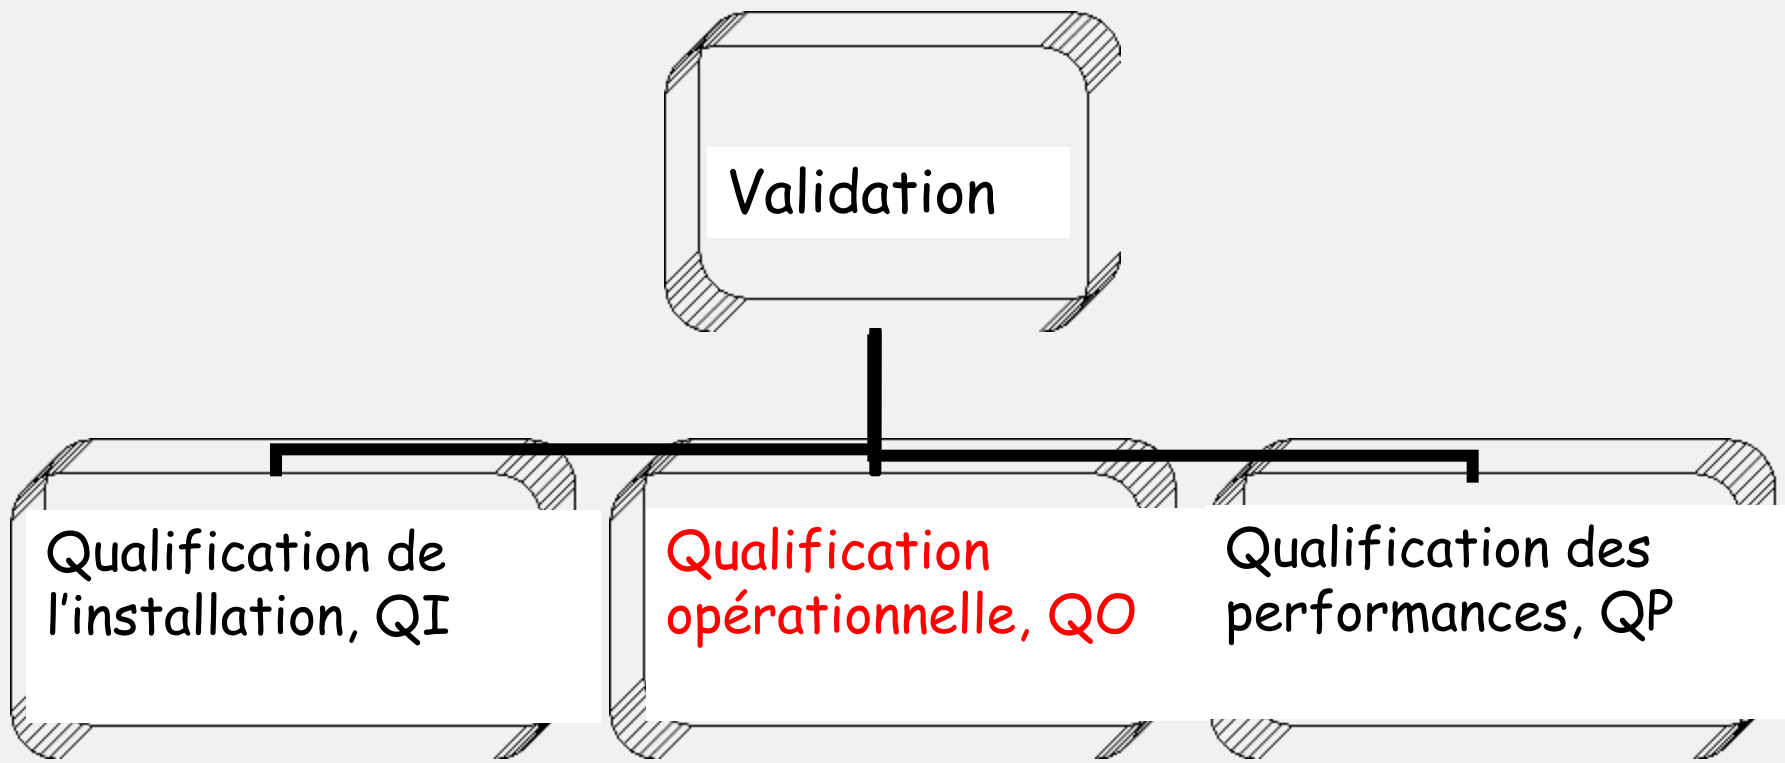 Validation
Qualification de
l'installation, QI
Qualification
opérationnelle, QO
Qualification des
performances, QP